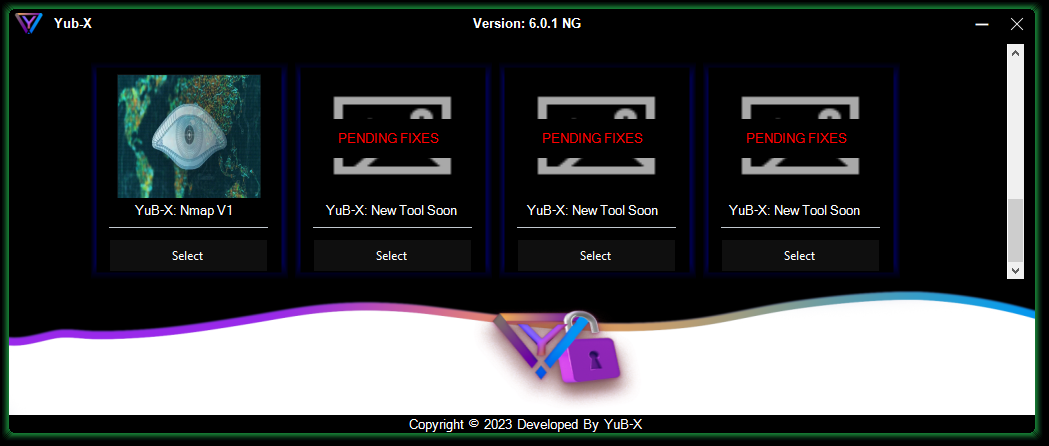 Yub-X
Version: 6.0.1 NG
PENDING FIXES
PENDING FIXES
PENDING FIXES
YuB-X: Nmap V1
YuB-X: New Tool Soon
YuB-X: New Tool Soon
YuB-X: New Tool Soon
Select
Select
Select
Select
Copyright © 2023 Developed By YuB-X